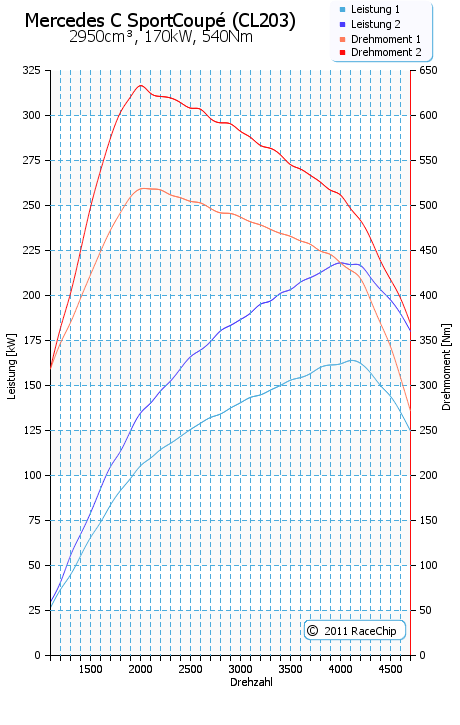 Mercedes C SportCoupé (CL203)
2950cm³, 170kW, 540Nm
Leistung 1
Leistung 2
Drehmoment 1
Drehmoment 2
325
300
275
250
225
200
175
150
125
100
75
50
25
0
Leistung [kW]
650
600
550
500
450
400
350
300
250
200
150
100
50
0
Drehmoment [Nm]
© 2011 RaceChip
1500 2000 2500 3000 3500 4000 4500
Drehzahl